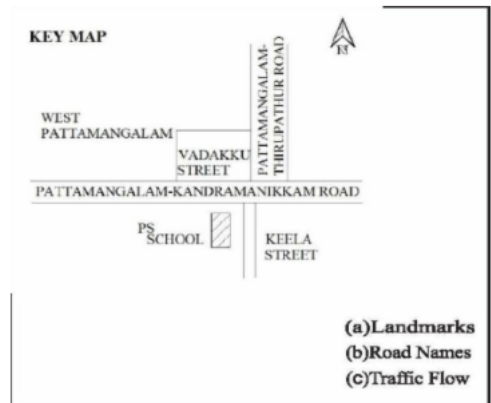 KEY MAP
N
PATTAMANGALAM-
THIRUPATHUR ROAD
WEST
PATTAMANGALAM
VADAKKU
STREET
PATTAMANGALAM-KANDRAMANIKKAM ROAD
PS
SCHOOL
KEELA
STREET
(a)Landmarks
(b)Road Names
(c)Traffic Flow